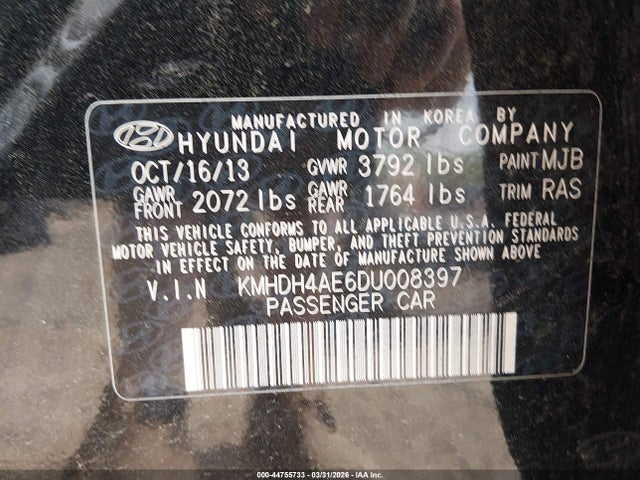 MANUFACTURED IN KOREA BY
HYUNDAI MOTOR COMPANY
OCT/16/13 GVWR 3792 lbs PAINT MJB
GAWR FRONT 2072 lbs GAWR REAR 1764 lbs TRIM RAS
THIS VEHICLE CONFORMS TO ALL APPLICABLE U.S.A. FEDERAL
MOTOR VEHICLE SAFETY, BUMPER, AND THEFT PREVENTION STANDARDS
IN EFFECT ON THE DATE OF MANUFACTURE SHOWN ABOVE
V.I.N KMHDH4AE6DU008397
PASSENGER CAR
000-44755733 - 03/31/2026 - IAA Inc.